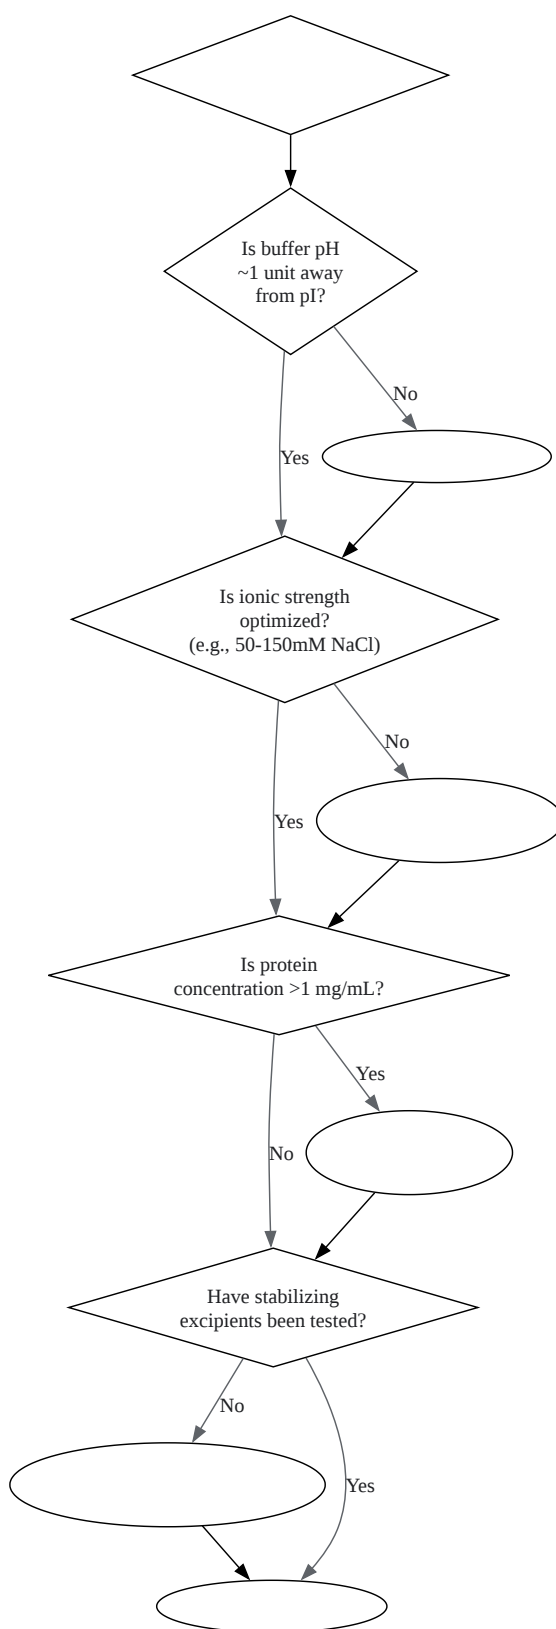 Is buffer pH
~1 unit away
from pI?
No
Yes
Is ionic strength
optimized?
(e.g., 50-150mM NaCl)
No
Yes
Is protein
concentration >1 mg/mL?
Yes
No
Have stabilizing
excipients been tested?
No
Yes